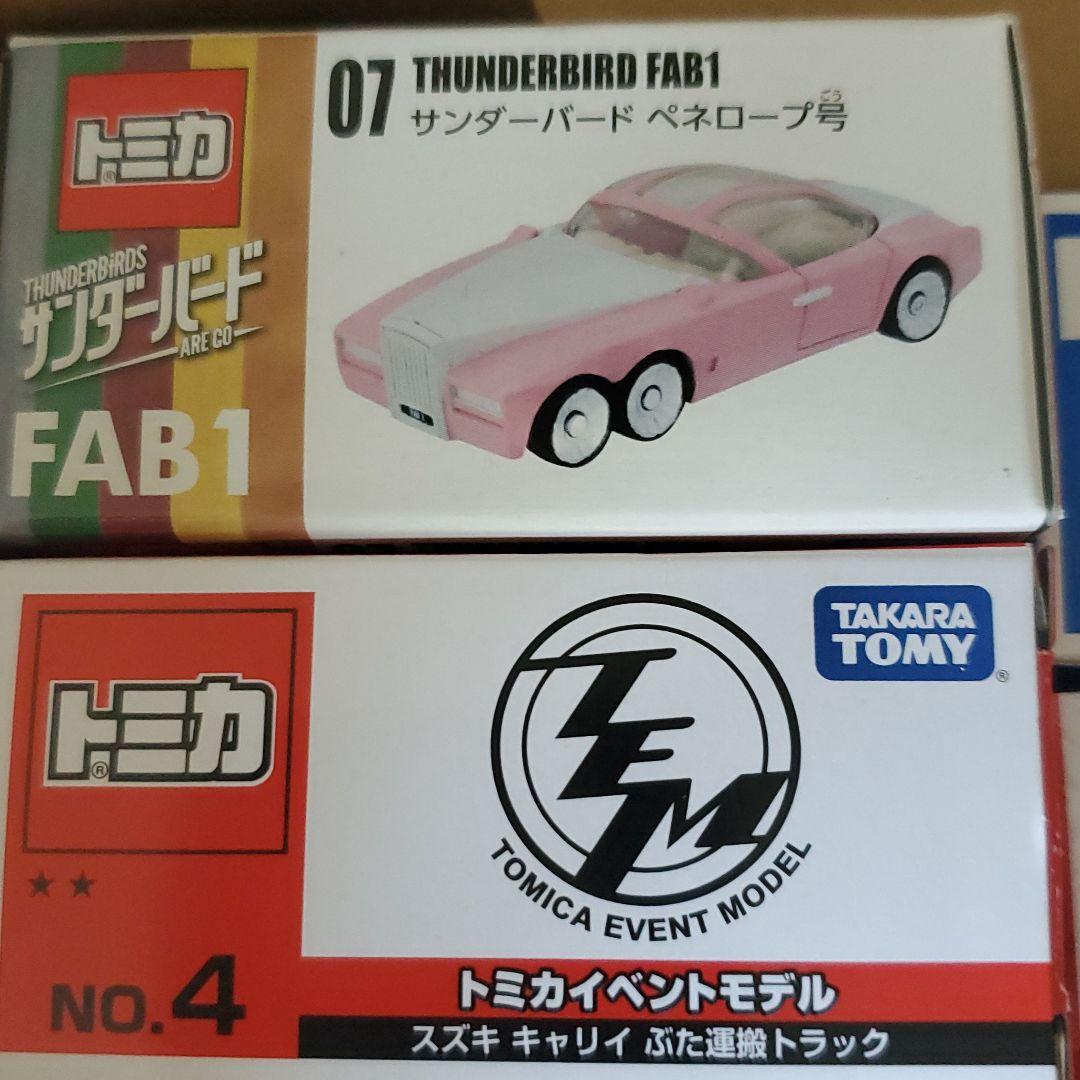 07 THUNDERBIRD FAB1
サンダーバード ペネロープ号
ごう
トミカ®
THUNDERBiRDS
サンダーバード
ARE GO
FAB1
FAB 1
トミカ®
TAKARA
TOMY®
TEM
TOMICA EVENT MODEL
★★
NO.4
トミカイベントモデル
スズキ キャリイ ぶた運搬トラック